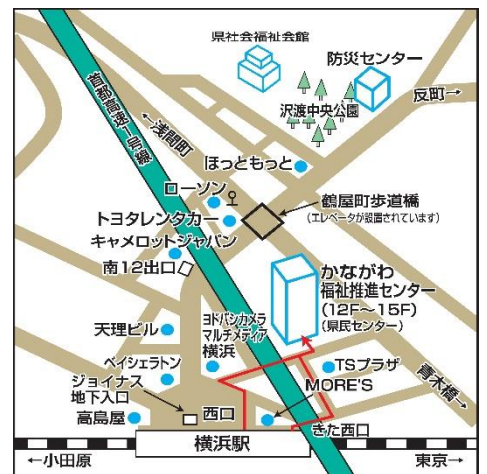 県社会福祉会館
防災センター
反町→
沢渡中央公園
首都高速1号線
←浅間町
ほっともっと
ローソン
鶴屋町歩道橋
(エレベータが設置されています)
トヨタレンタカー
キャメロットジャパン
南12出口
かながわ
福祉推進センター
(12F～15F)
(県民センター)
天理ビル
ヨドバシカメラ
マルチメディア
横浜
ベイシェラトン
TSプラザ
青木橋→
ジョイナス
地下入口
MORE'S
高島屋
西口
きた西口
横浜駅
←小田原
東京→